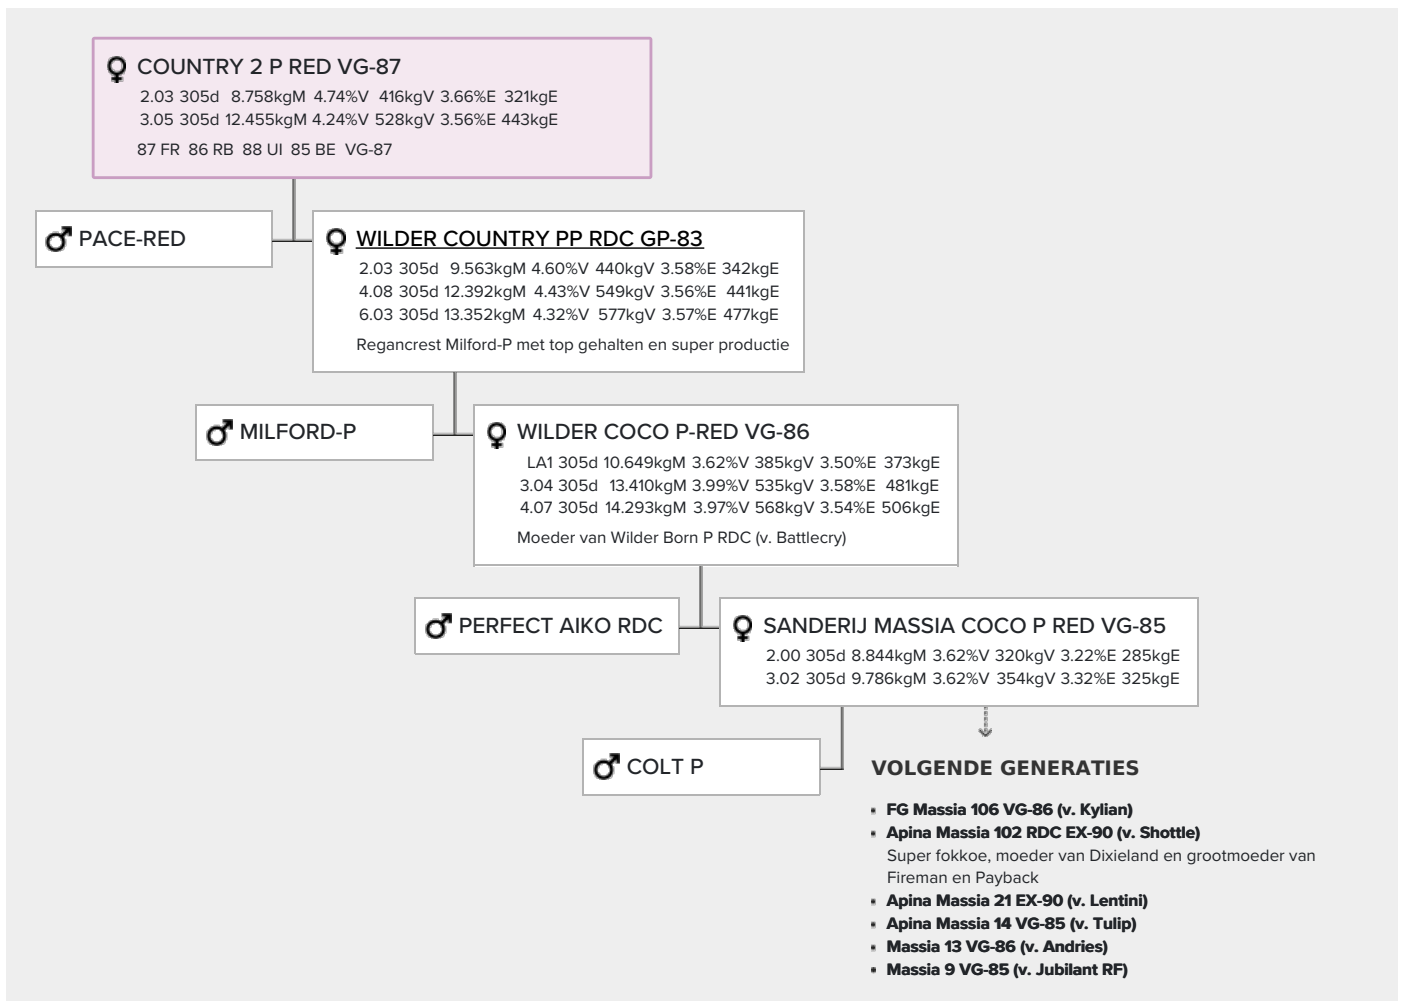 COUNTRY 2 P RED VG-87
2.03 305d 8.758kgM 4.74%V 416kgV 3.66%E 321kgE
3.05 305d 12.455kgM 4.24%V 528kgV 3.56%E 443kgE
87 FR 86 RB 88 UI 85 BE VG-87
PACE-RED
WILDER COUNTRY PP RDC GP-83
2.03 305d 9.563kgM 4.60%V 440kgV 3.58%E 342kgE
4.08 305d 12.392kgM 4.43%V 549kgV 3.56%E 441kgE
6.03 305d 13.352kgM 4.32%V 577kgV 3.57%E 477kgE
Regancrest Milford-P met top gehalten en super productie
MILFORD-P
WILDER COCO P-RED VG-86
LA1 305d 10.649kgM 3.62%V 385kgV 3.50%E 373kgE
3.04 305d 13.410kgM 3.99%V 535kgV 3.58%E 481kgE
4.07 305d 14.293kgM 3.97%V 568kgV 3.54%E 506kgE
Moeder van Wilder Born P RDC (v. Battlecry)
PERFECT AIKO RDC
SANDERIJ MASSIA COCO P RED VG-85
2.00 305d 8.844kgM 3.62%V 320kgV 3.22%E 285kgE
3.02 305d 9.786kgM 3.62%V 354kgV 3.32%E 325kgE
COLT P
VOLGENDE GENERATIES
• FG Massia 106 VG-86 (v. Kylian)
• Apina Massia 102 RDC EX-90 (v. Shottle)
Super fokkoe, moeder van Dixieland en grootmoeder van
Fireman en Payback
• Apina Massia 21 EX-90 (v. Lentini)
• Apina Massia 14 VG-85 (v. Tulip)
• Massia 13 VG-86 (v. Andries)
• Massia 9 VG-85 (v. Jubilant RF)